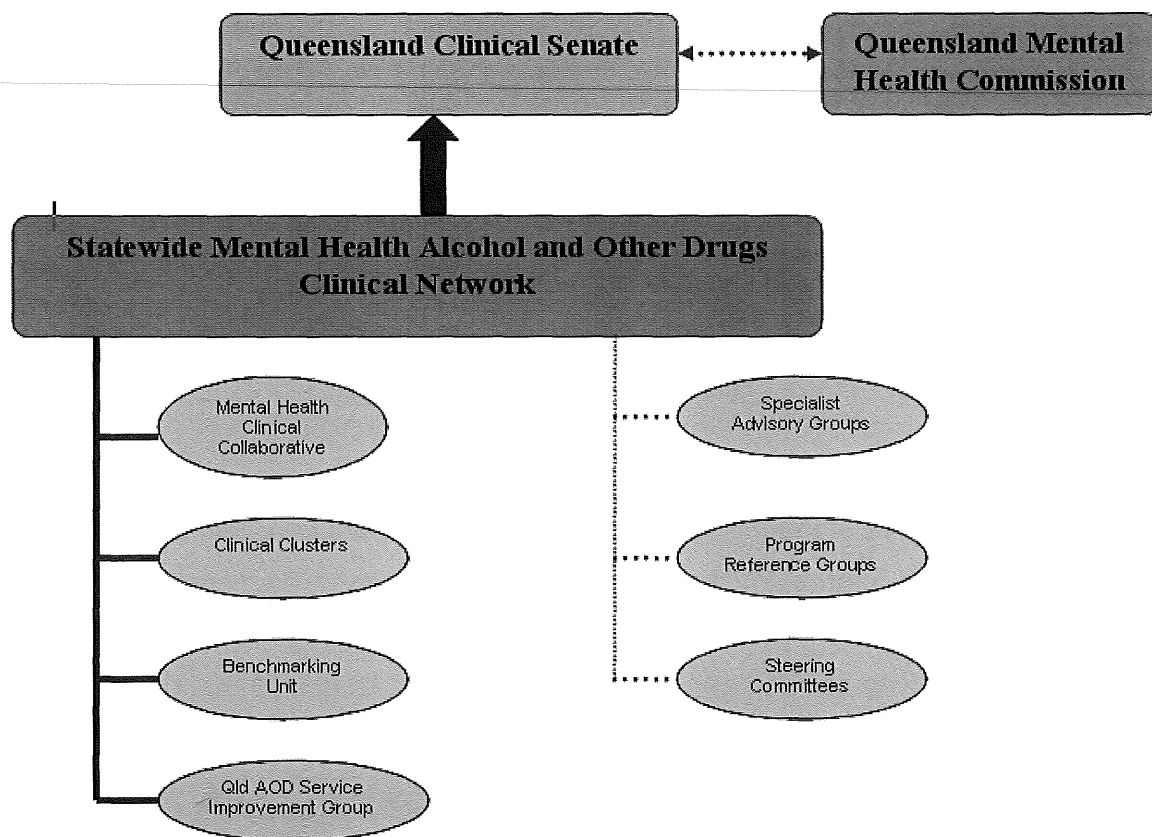 Queensland Clinical Senate
Queensland Mental
Health Commission
Statewide Mental Health Alcohol and Other Drugs
Clinical Network
Mental Health
Clinical
Collaborative
Specialist
Advisory Groups
Clinical Clusters
Program
Reference Groups
Benchmarking
Unit
Steering
Committees
Qld AOD Service
Improvement Group